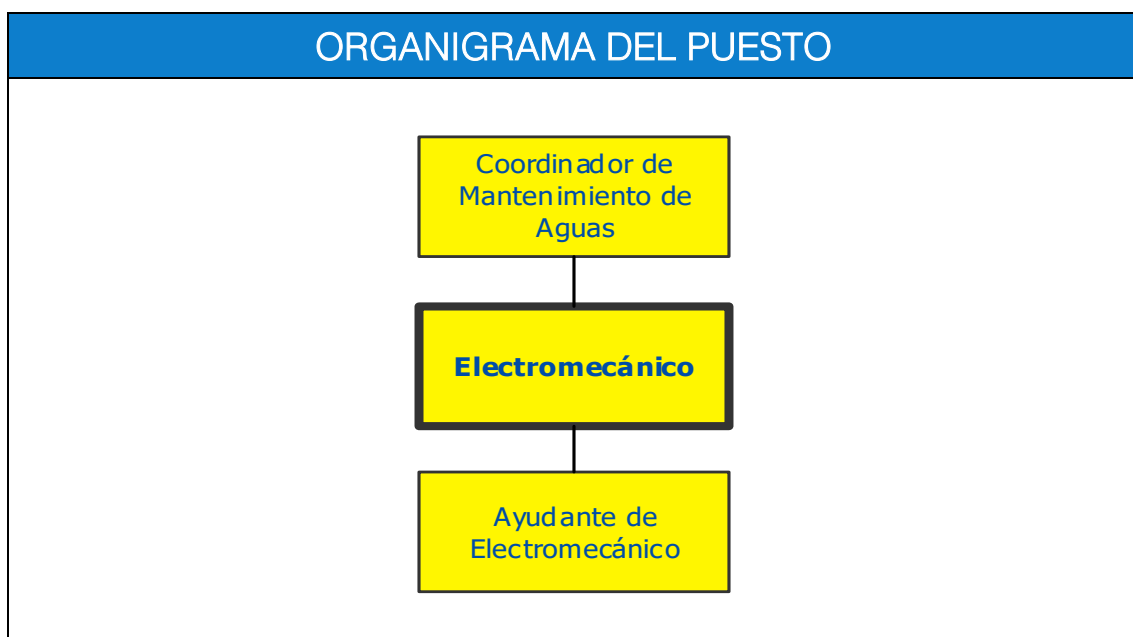 ORGANIGRAMA DEL PUESTO
Coordinador de
Mantenimiento de
Aguas
Electromecánico
Ayudante de
Electromecánico